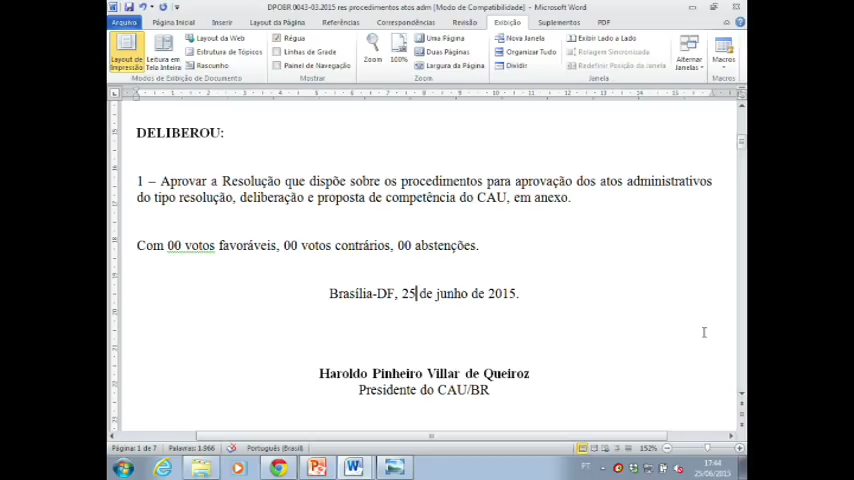 DPOBR 0043-03.2015 res procedimentos atos adm [Modo de Compatibilidade] - Microsoft Word
Arquivo Página Inicial Inserir Layout da Página Referências Correspondências Revisão Exibição Suplementos PDF
Layout de Impressão
Leitura em Tela Inteira
Layout da Web
Estrutura de Tópicos
Rascunho
Modos de Exibição de Documento
Régua
Linhas de Grade
Painel de Navegação
Mostrar
Zoom
100%
Uma Página
Duas Páginas
Largura da Página
Zoom
Nova Janela
Organizar Tudo
Dividir
Exibir Lado a Lado
Rolagem Sincronizada
Redefinir Posição da Janela
Alternar Janelas
Janela
Macros
Macros
DELIBEROU:
1 – Aprovar a Resolução que dispõe sobre os procedimentos para aprovação dos atos administrativos
do tipo resolução, deliberação e proposta de competência do CAU, em anexo.
Com 00 votos favoráveis, 00 votos contrários, 00 abstenções.
Brasília-DF, 25 de junho de 2015.
Haroldo Pinheiro Villar de Queiroz
Presidente do CAU/BR
Página: 1 de 7 Palavras: 1.966 Português (Brasil) 152%
PT 17:44
25/06/2015